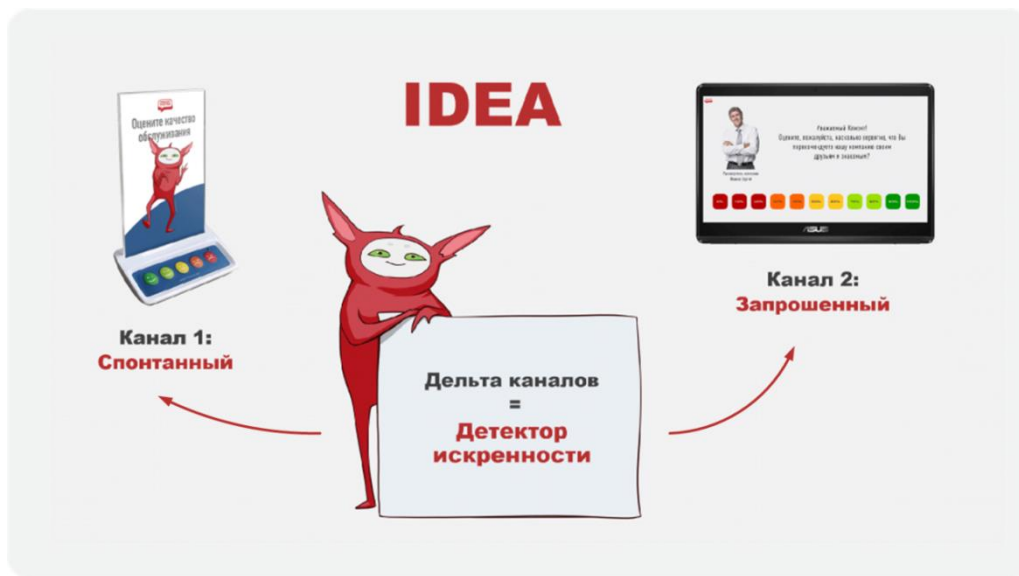 IDEA
Оцените качество
обслуживания
Канал 1:
Спонтанный
Уважаемый Клиент!
Оцените, пожалуйста, насколько вероятно, что Вы
порекомендуете нашу компанию своим
друзьям и знакомым?
ASUS
Канал 2:
Запрошенный
Дельта каналов
=
Детектор
искренности